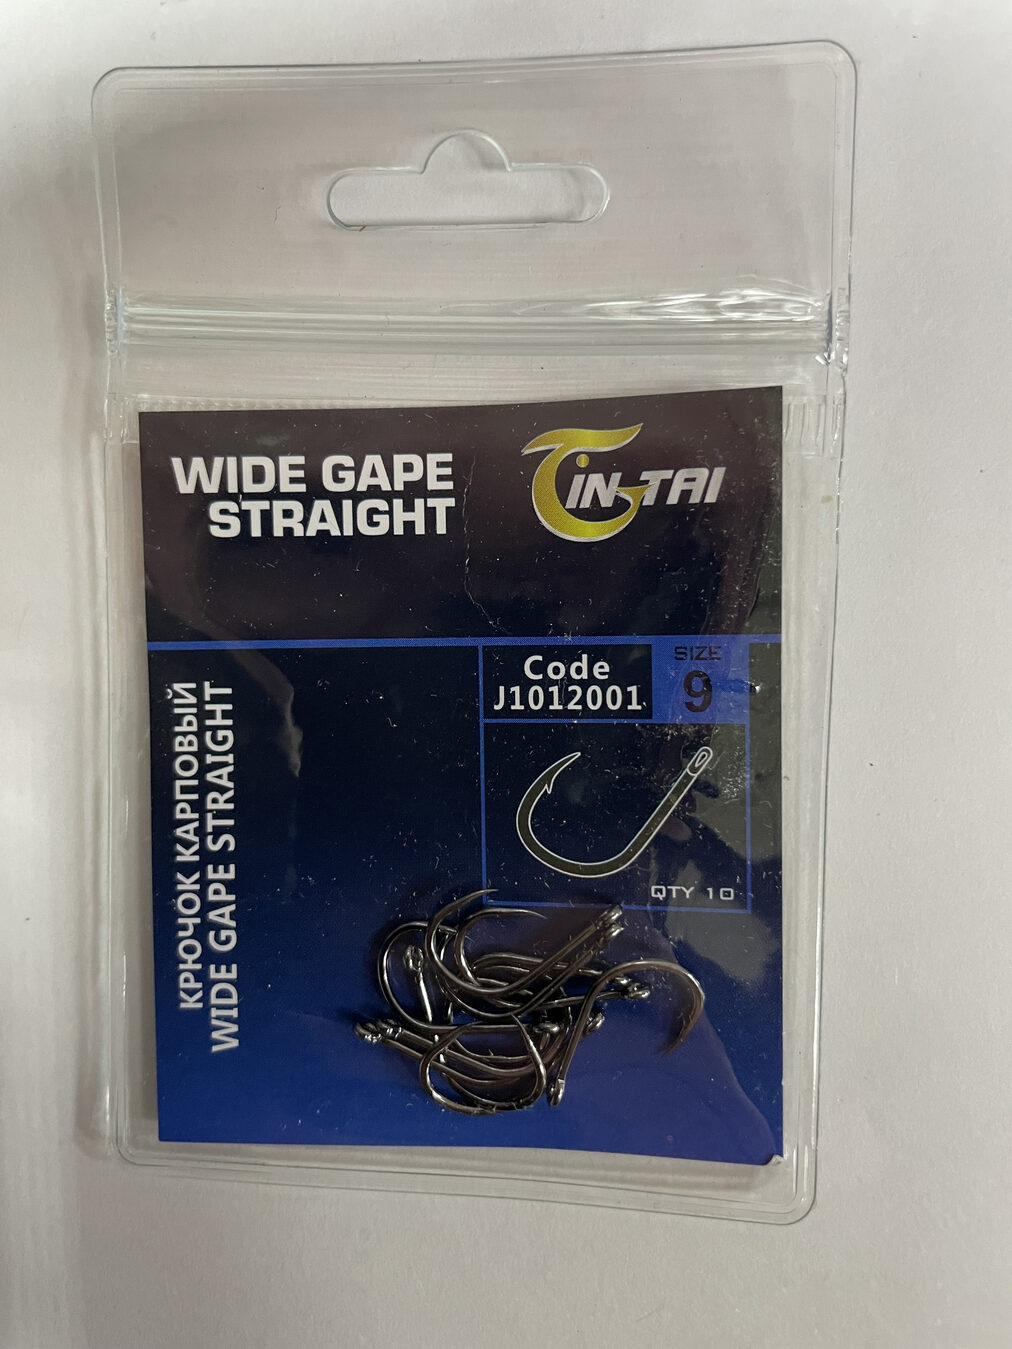 WIDE GAPE
STRAIGHT
TIN-TAI
Code
J1012001
SIZE
9
QTY 10
КРЮЧОК КАРПОВЫЙ
WIDE GAPE STRAIGHT